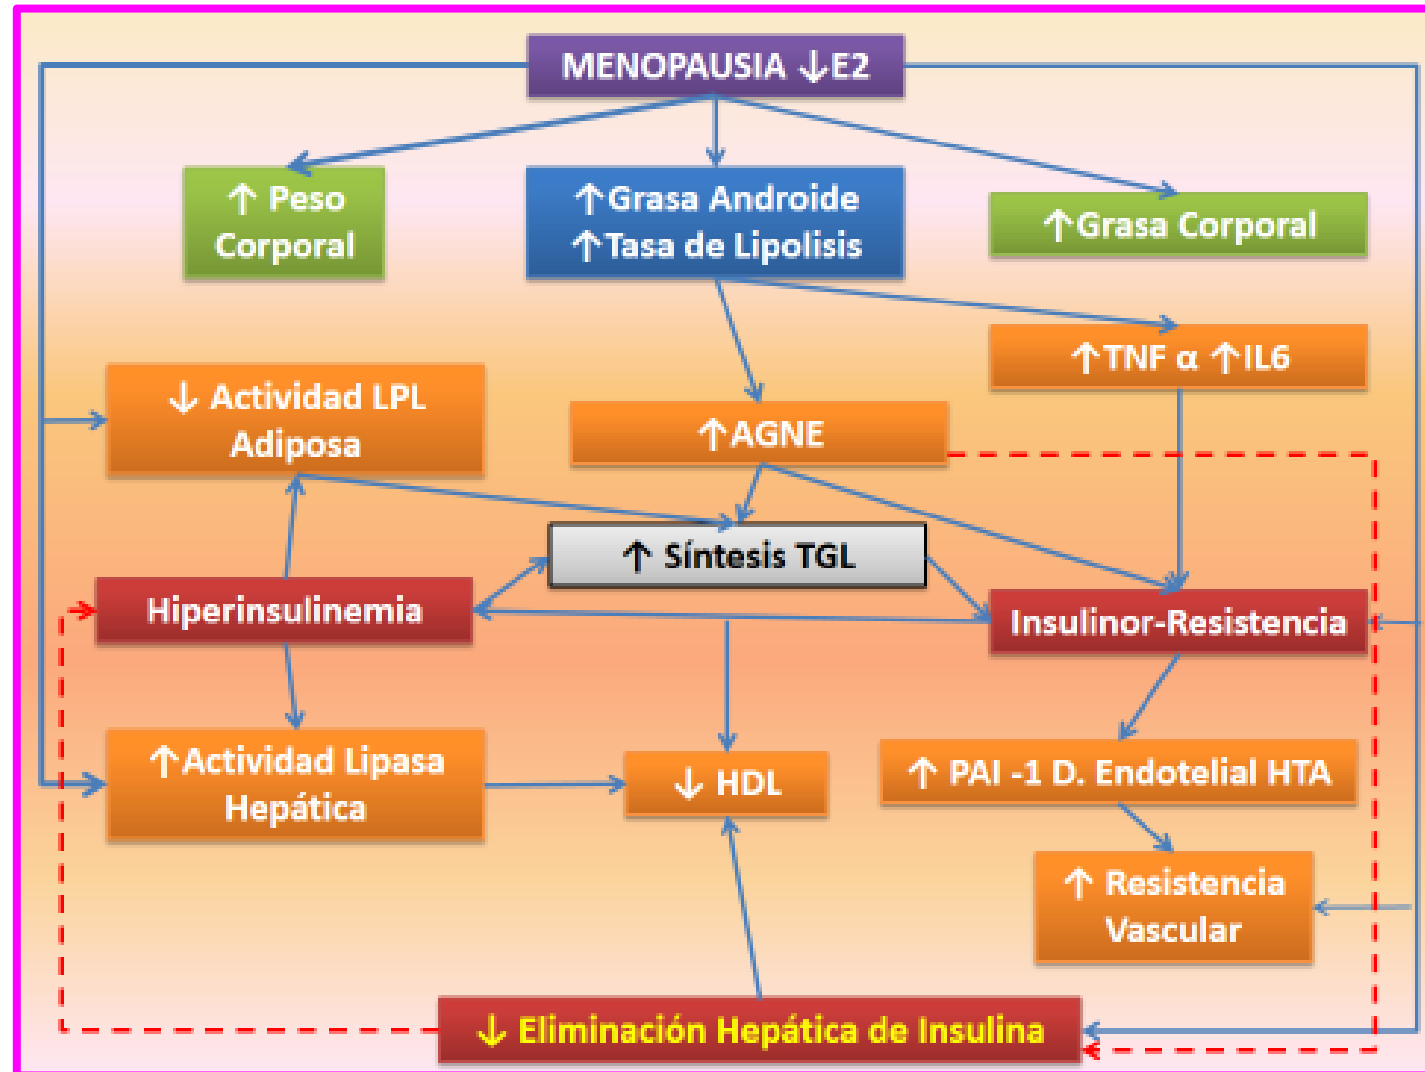 MENOPAUSIA ↓E2
↑ Peso
Corporal
↑Grasa Androide
↑Tasa de Lipolisis
↑Grasa Corporal
↑TNF α ↑IL6
↓ Actividad LPL
Adiposa
↑AGNE
↑ Síntesis TGL
Hiperinsulinemia
Insulinor-Resistencia
↑Actividad Lipasa
Hepática
↓ HDL
↑ PAI -1 D. Endotelial HTA
↑ Resistencia
Vascular
↓ Eliminación Hepática de Insulina